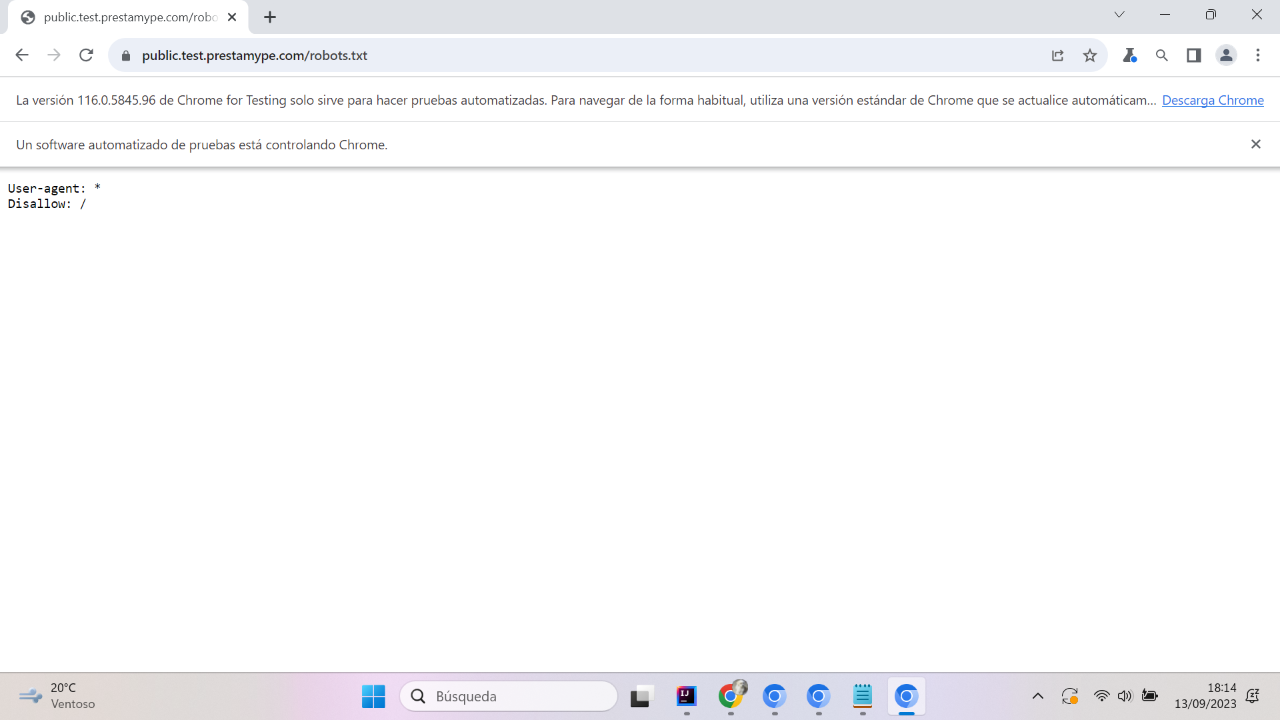 public.test.prestamype.com/robo
public.test.prestamype.com/robots.txt
La versión 116.0.5845.96 de Chrome for Testing solo sirve para hacer pruebas automatizadas. Para navegar de la forma habitual, utiliza una versión estándar de Chrome que se actualice automáticam... Descarga Chrome
Un software automatizado de pruebas está controlando Chrome.
User-agent: *
Disallow: /
20°C
Ventoso
Búsqueda
IJ
18:14
13/09/2023